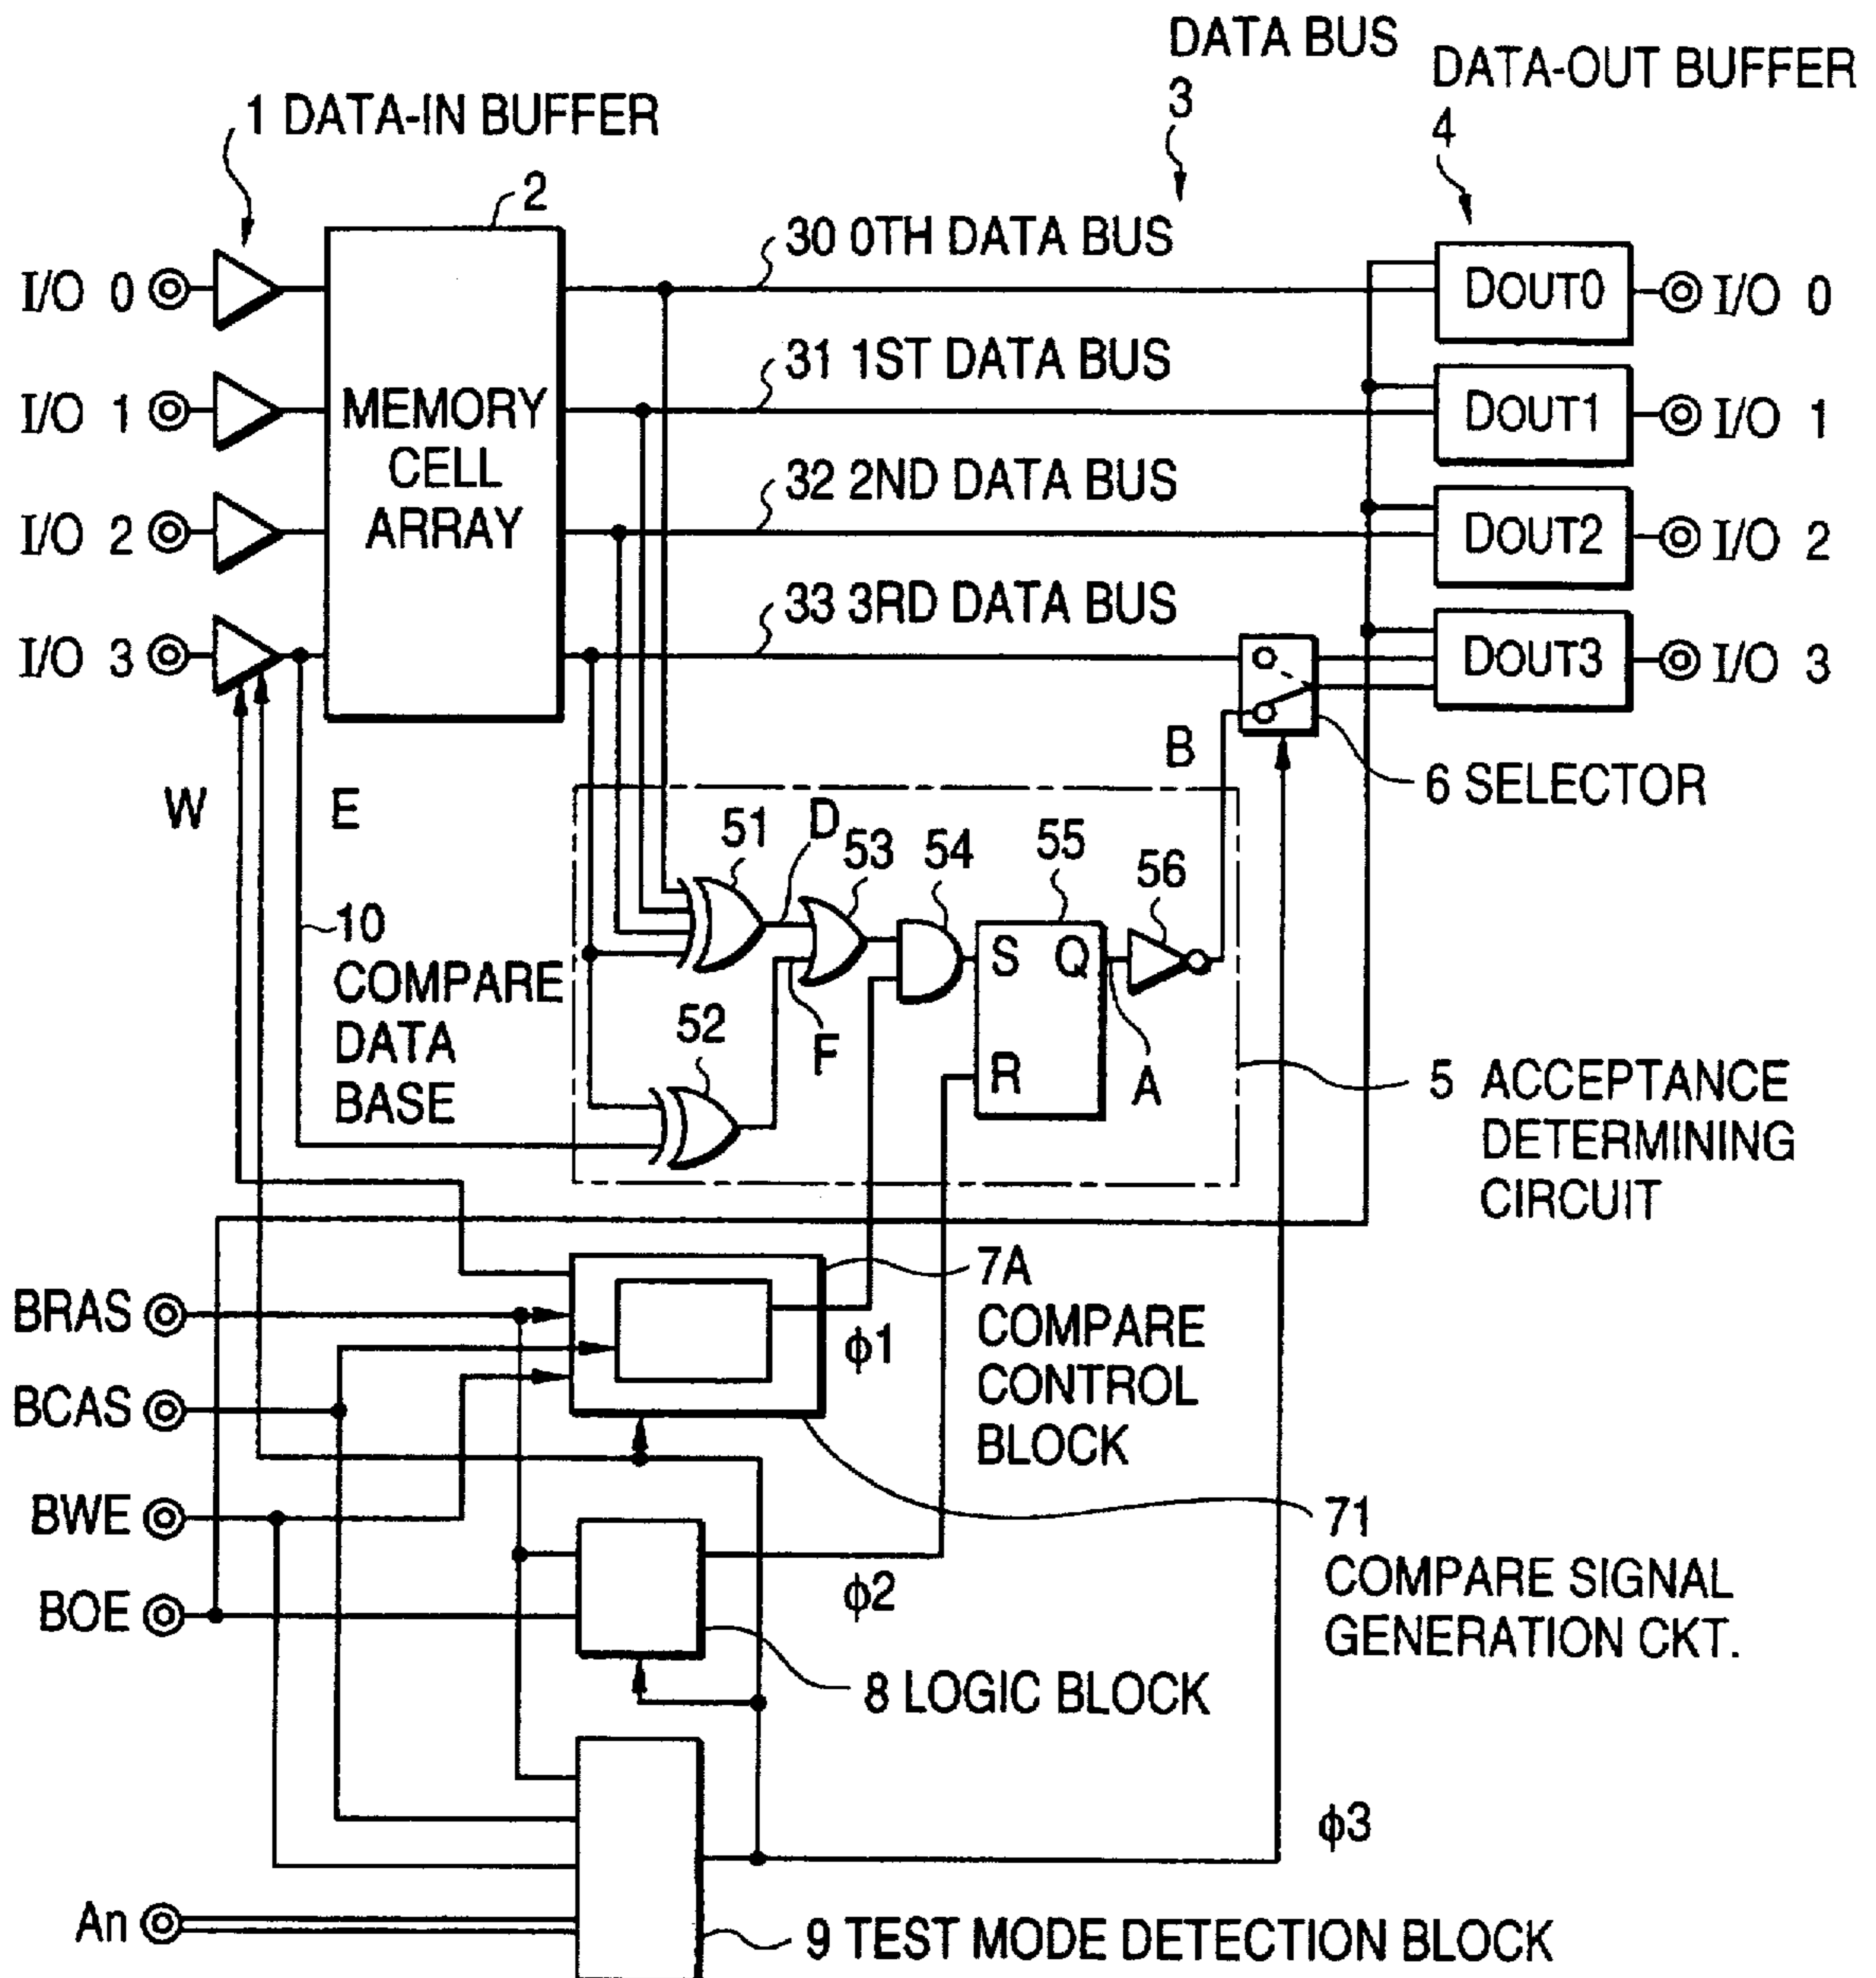 DATA BUS
3
DATA-OUT BUFFER
4
1 DATA-IN BUFFER
2
30 0TH DATA BUS
I/O 0
DOUT0
I/O 0
31 1ST DATA BUS
I/O 1
MEMORY
CELL
ARRAY
DOUT1
I/O 1
32 2ND DATA BUS
I/O 2
DOUT2
I/O 2
33 3RD DATA BUS
I/O 3
DOUT3
I/O 3
B
6 SELECTOR
W
E
51
D
53
54
55
56
10
COMPARE
DATA
BASE
S
Q
52
F
R
A
5 ACCEPTANCE
DETERMINING
CIRCUIT
7A
COMPARE
CONTROL
BLOCK
BRAS
ϕ1
BCAS
BWE
71
COMPARE SIGNAL
GENERATION CKT.
BOE
ϕ2
8 LOGIC BLOCK
ϕ3
An
9 TEST MODE DETECTION BLOCK